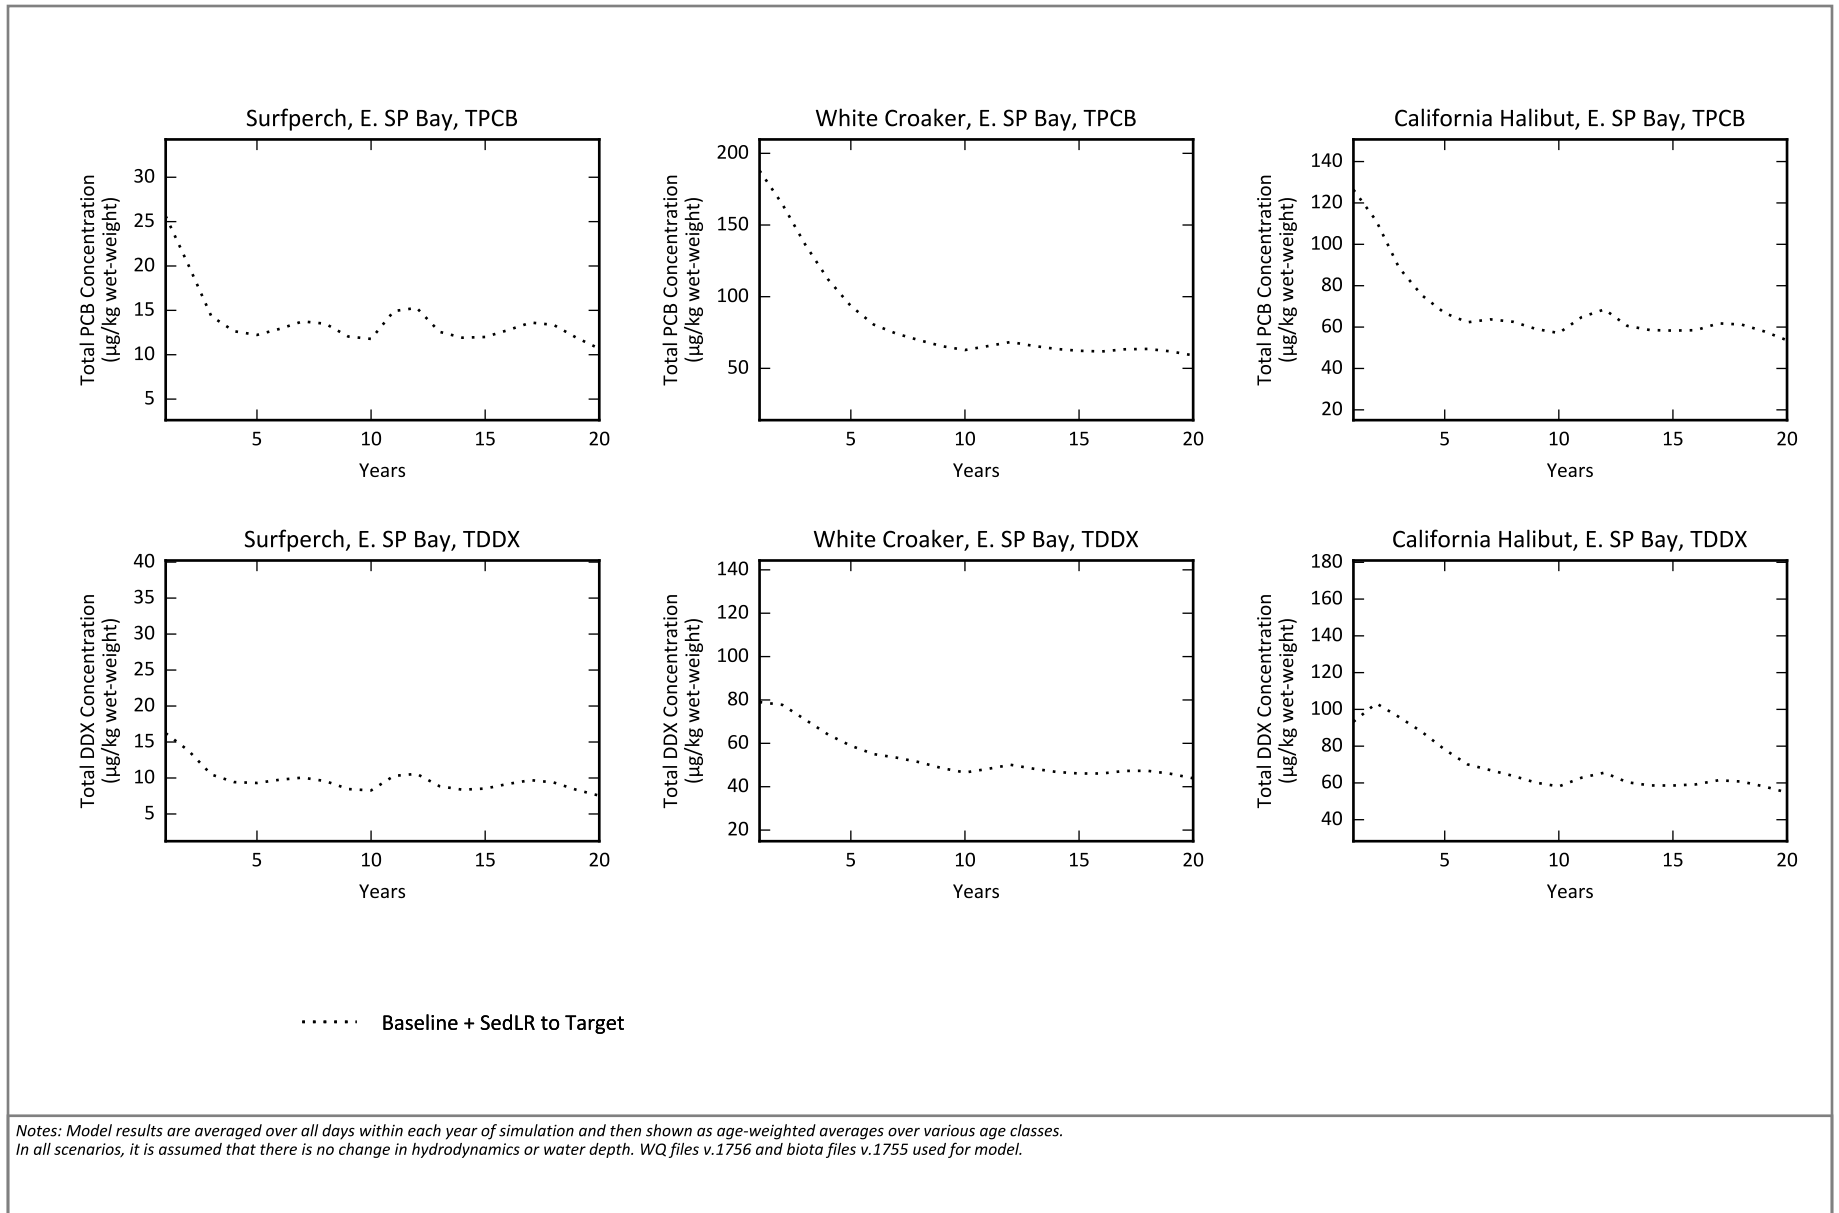 Surfperch, E. SP Bay, TPCB
Total PCB Concentration
(µg/kg wet-weight)
30
25
20
15
10
5
5 10 15 20
Years
White Croaker, E. SP Bay, TPCB
Total PCB Concentration
(µg/kg wet-weight)
200
150
100
50
5 10 15 20
Years
California Halibut, E. SP Bay, TPCB
Total PCB Concentration
(µg/kg wet-weight)
140
120
100
80
60
40
20
5 10 15 20
Years
Surfperch, E. SP Bay, TDDX
Total DDX Concentration
(µg/kg wet-weight)
40
35
30
25
20
15
10
5
5 10 15 20
Years
White Croaker, E. SP Bay, TDDX
Total DDX Concentration
(µg/kg wet-weight)
140
120
100
80
60
40
20
5 10 15 20
Years
California Halibut, E. SP Bay, TDDX
Total DDX Concentration
(µg/kg wet-weight)
180
160
140
120
100
80
60
40
5 10 15 20
Years
Baseline + SedLR to Target
Notes: Model results are averaged over all days within each year of simulation and then shown as age-weighted averages over various age classes.
In all scenarios, it is assumed that there is no change in hydrodynamics or water depth. WQ files v.1756 and biota files v.1755 used for model.